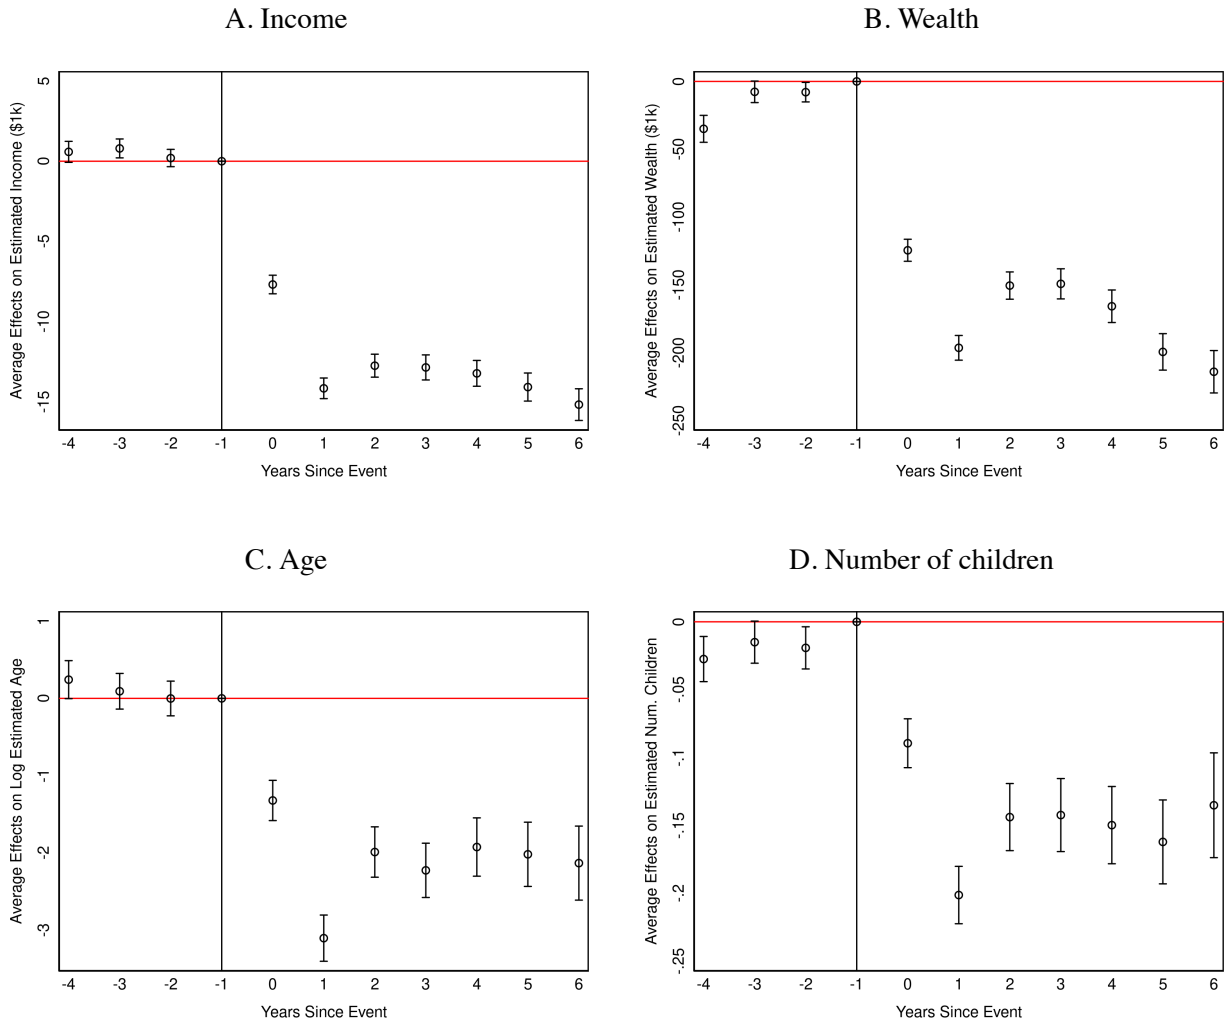 A. Income
Average Effects on Estimated Income ($1k)
5
0
-5
-10
-15
-4 -3 -2 -1 0 1 2 3 4 5 6
Years Since Event
B. Wealth
Average Effects on Estimated Wealth ($1k)
0
-50
-100
-150
-200
-250
-4 -3 -2 -1 0 1 2 3 4 5 6
Years Since Event
C. Age
Average Effects on Log Estimated Age
1
0
-1
-2
-3
-4 -3 -2 -1 0 1 2 3 4 5 6
Years Since Event
D. Number of children
Average Effects on Estimated Num. Children
0
-.05
-.1
-.15
-.2
-.25
-4 -3 -2 -1 0 1 2 3 4 5 6
Years Since Event